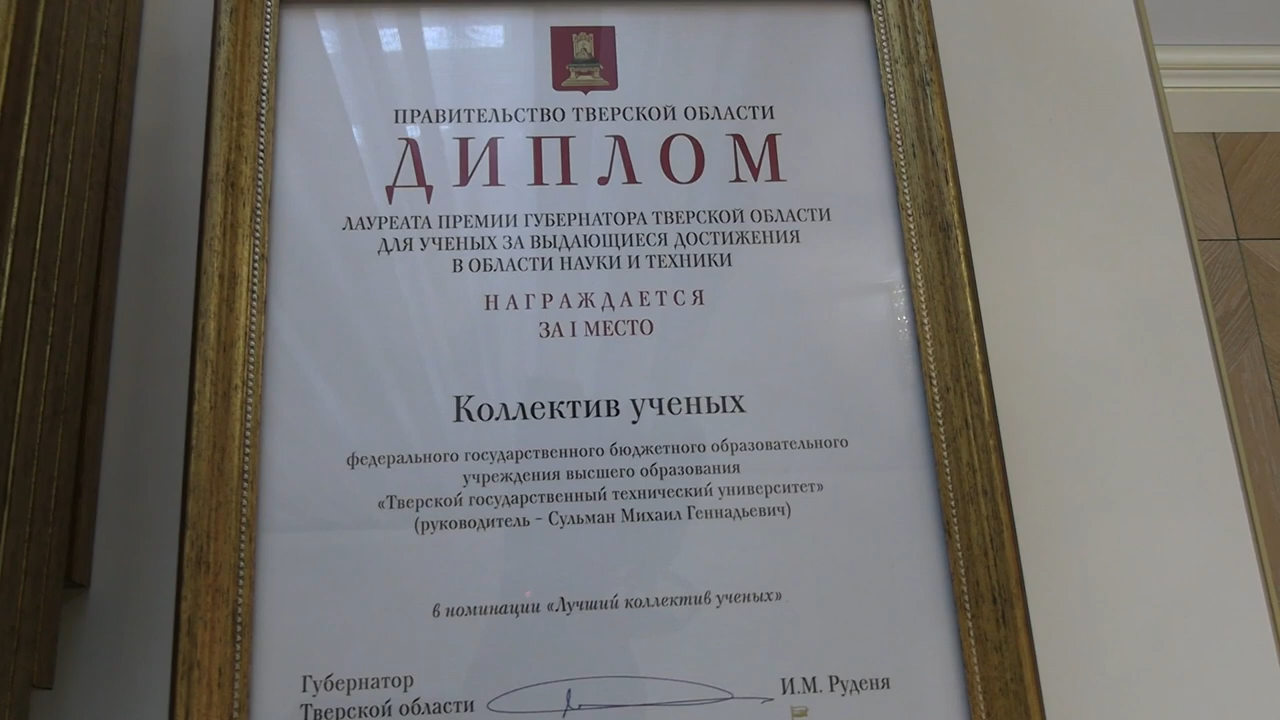 ПРАВИТЕЛЬСТВО ТВЕРСКОЙ ОБЛАСТИ
ДИПЛОМ
ЛАУРЕАТА ПРЕМИИ ГУБЕРНАТОРА ТВЕРСКОЙ ОБЛАСТИ
ДЛЯ УЧЕНЫХ ЗА ВЫДАЮЩИЕСЯ ДОСТИЖЕНИЯ
В ОБЛАСТИ НАУКИ И ТЕХНИКИ
НАГРАЖДАЕТСЯ
ЗА I МЕСТО
Коллектив ученых
федерального государственного бюджетного образовательного
учреждения высшего образования
«Тверской государственный технический университет»
(руководитель – Сульман Михаил Геннадьевич)
в номинации «Лучший коллектив ученых»
Губернатор
Тверской области
И.М. Руденя